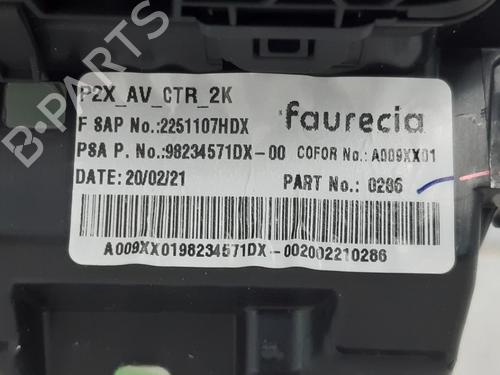 B-PARTS
P2X_AV_CTR_2K
F SAP No.:2251107HDX
faurecia
PSA P. No.:98234571DX-00 COFOR No.: A009XX01
DATE: 20/02/21 PART No.: 0286
A009XX0198234571DX-002002210286